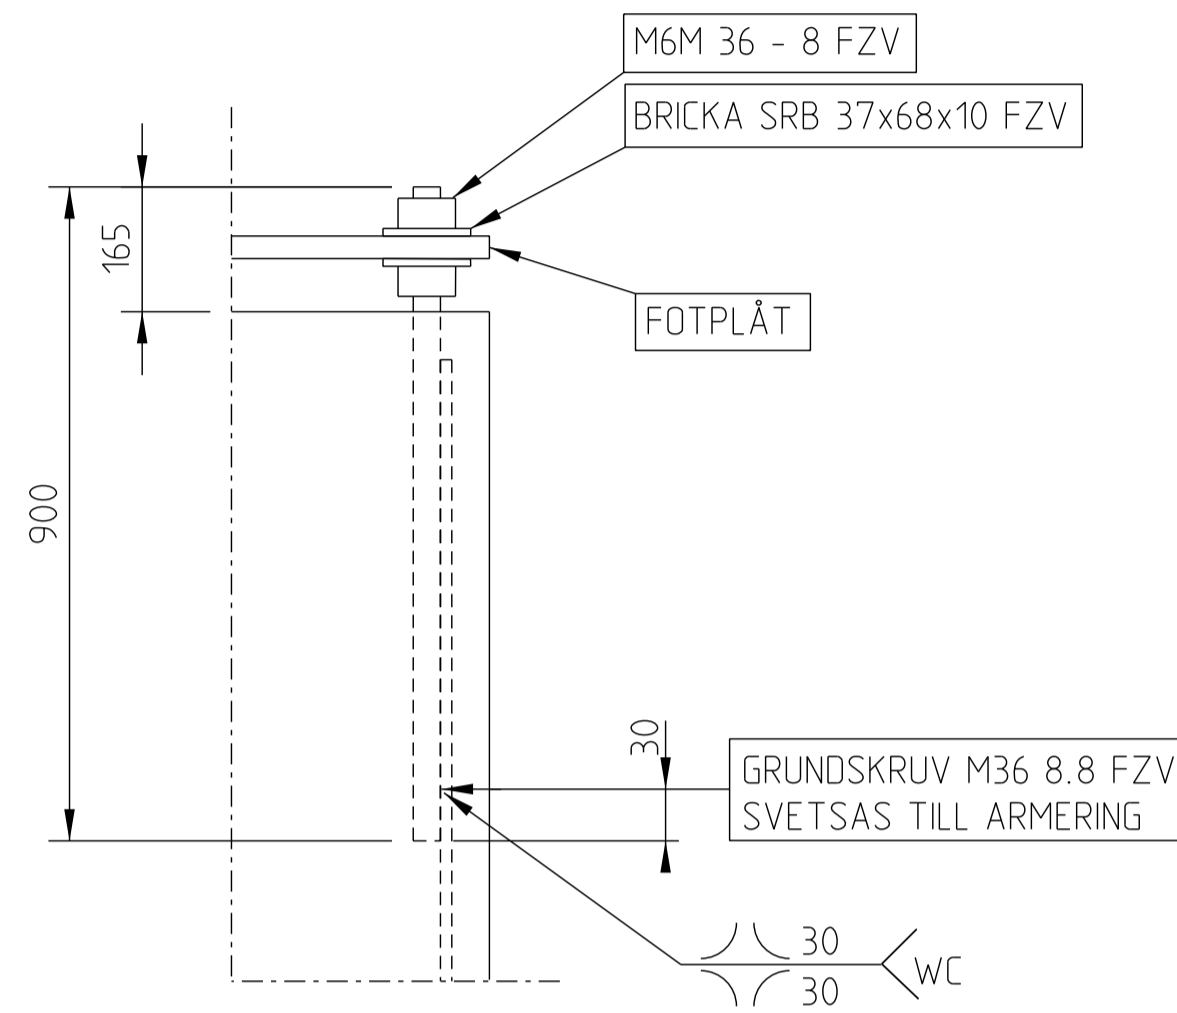 M6M 36 - 8 FZV
BRICKA SRB 37x68x10 FZV
165
FOTPLÅT
900
30
GRUNDSKRUV M36 8.8 FZV
SVETSAS TILL ARMERING
30
30
WC